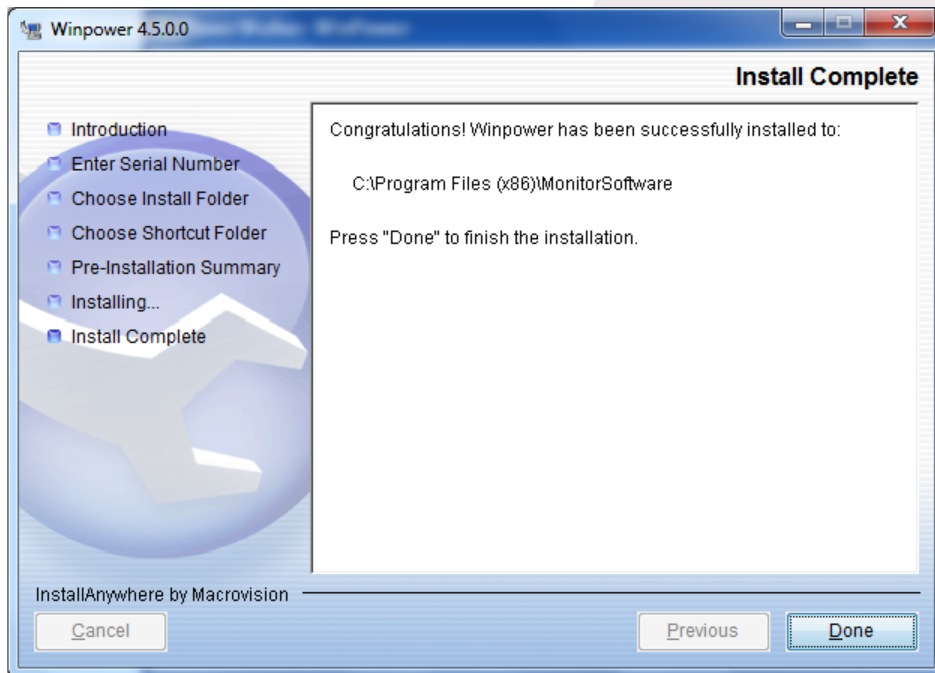 Winpower 4.5.0.0
Install Complete
Introduction
Enter Serial Number
Choose Install Folder
Choose Shortcut Folder
Pre-Installation Summary
Installing...
Install Complete
Congratulations! Winpower has been successfully installed to:
C:\Program Files (x86)\MonitorSoftware
Press "Done" to finish the installation.
InstallAnywhere by Macrovision
Cancel
Previous
Done